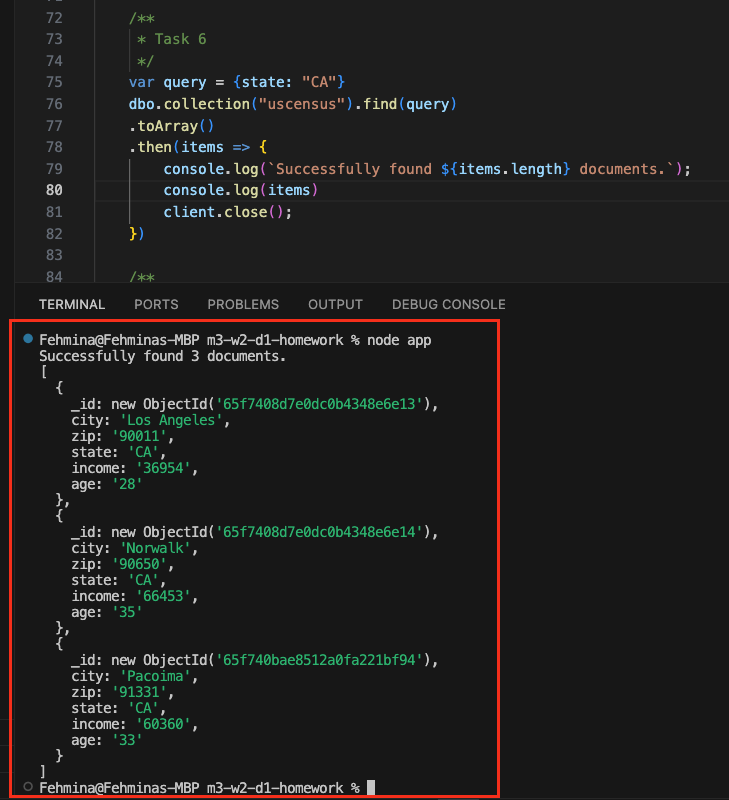 72 /**
73 * Task 6
74 */
75 var query = {state: "CA"}
76 dbo.collection("uscensus").find(query)
77 .toArray()
78 .then(items => {
79 console.log(`Successfully found ${items.length} documents.`);
80 console.log(items)
81 client.close();
82 })
83
84 /**
TERMINAL PORTS PROBLEMS OUTPUT DEBUG CONSOLE
Fehmina@Fehminas-MBP m3-w2-d1-homework % node app
Successfully found 3 documents.
[
{
_id: new ObjectId('65f7408d7e0dc0b4348e6e13'),
city: 'Los Angeles',
zip: '90011',
state: 'CA',
income: '36954',
age: '28'
},
{
_id: new ObjectId('65f7408d7e0dc0b4348e6e14'),
city: 'Norwalk',
zip: '90650',
state: 'CA',
income: '66453',
age: '35'
},
{
_id: new ObjectId('65f740bae8512a0fa221bf94'),
city: 'Pacoima',
zip: '91331',
state: 'CA',
income: '60360',
age: '33'
}
]
Fehmina@Fehminas-MBP m3-w2-d1-homework %